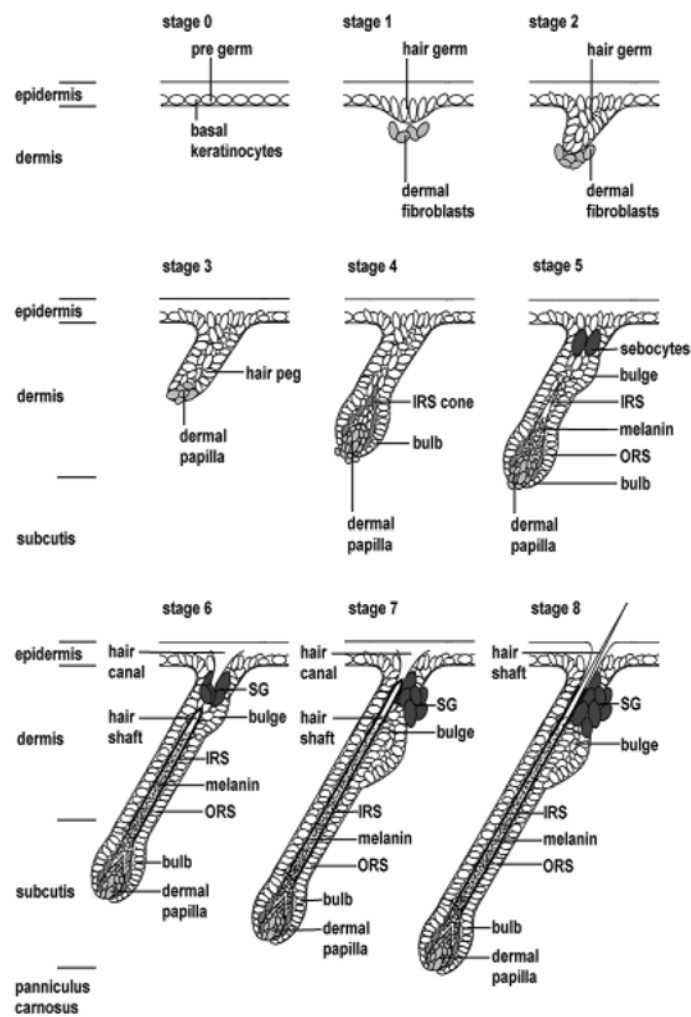 stage 0
stage 1
stage 2
pre germ
hair germ
hair germ
epidermis
basal
keratinocytes
dermis
dermal
fibroblasts
dermal
fibroblasts
stage 3
stage 4
stage 5
epidermis
sebocytes
hair peg
bulge
dermis
IRS cone
IRS
melanin
dermal
papilla
bulb
ORS
bulb
subcutis
dermal
papilla
dermal
papilla
stage 6
stage 7
stage 8
epidermis
hair
canal
hair
canal
hair
shaft
SG
SG
SG
hair
shaft
bulge
hair
shaft
bulge
bulge
dermis
IRS
melanin
ORS
IRS
melanin
ORS
IRS
melanin
ORS
bulb
subcutis
dermal
papilla
bulb
dermal
papilla
bulb
dermal
papilla
panniculus
carnosus